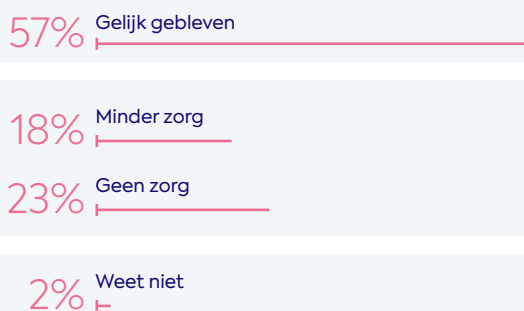 57% Gelijk gebleven
18% Minder zorg
23% Geen zorg
2% Weet niet